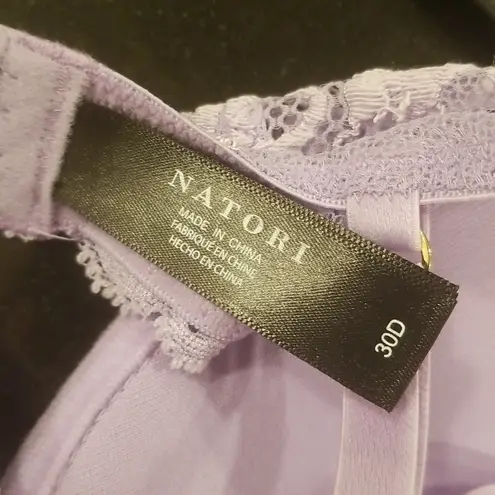 NATORI
MADE IN CHINA
FABRIQUÉ EN CHINE
HECHO EN CHINA
30D